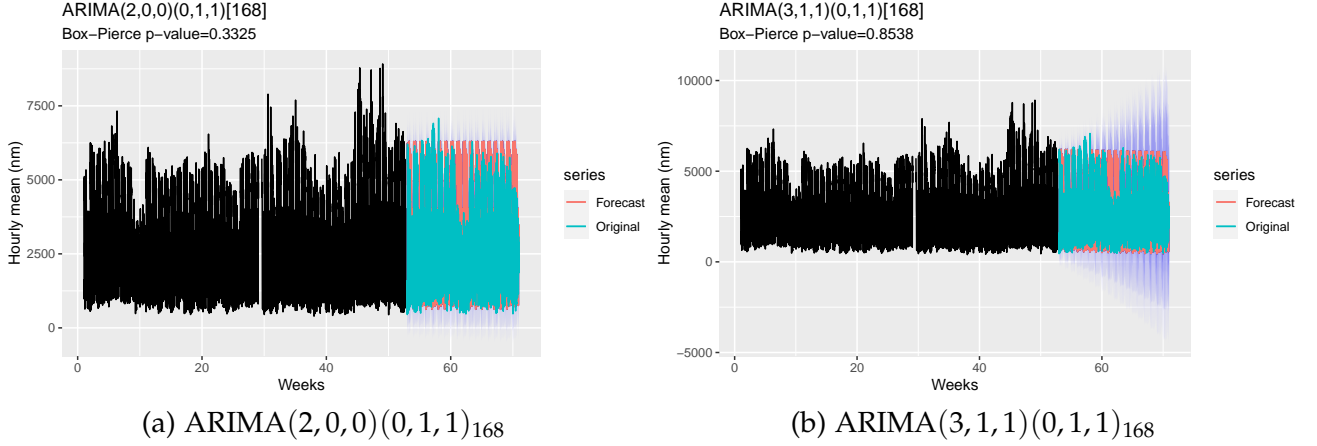 ARIMA(2,0,0)(0,1,1)[168]
Box−Pierce p−value=0.3325
7500
5000
2500
0
Hourly mean (nm)
0
20
40
60
Weeks
series
Forecast
Original
(a) ARIMA(2, 0, 0)(0, 1, 1)168
ARIMA(3,1,1)(0,1,1)[168]
Box−Pierce p−value=0.8538
10000
5000
0
−5000
Hourly mean (nm)
0
20
40
60
Weeks
series
Forecast
Original
(b) ARIMA(3, 1, 1)(0, 1, 1)168